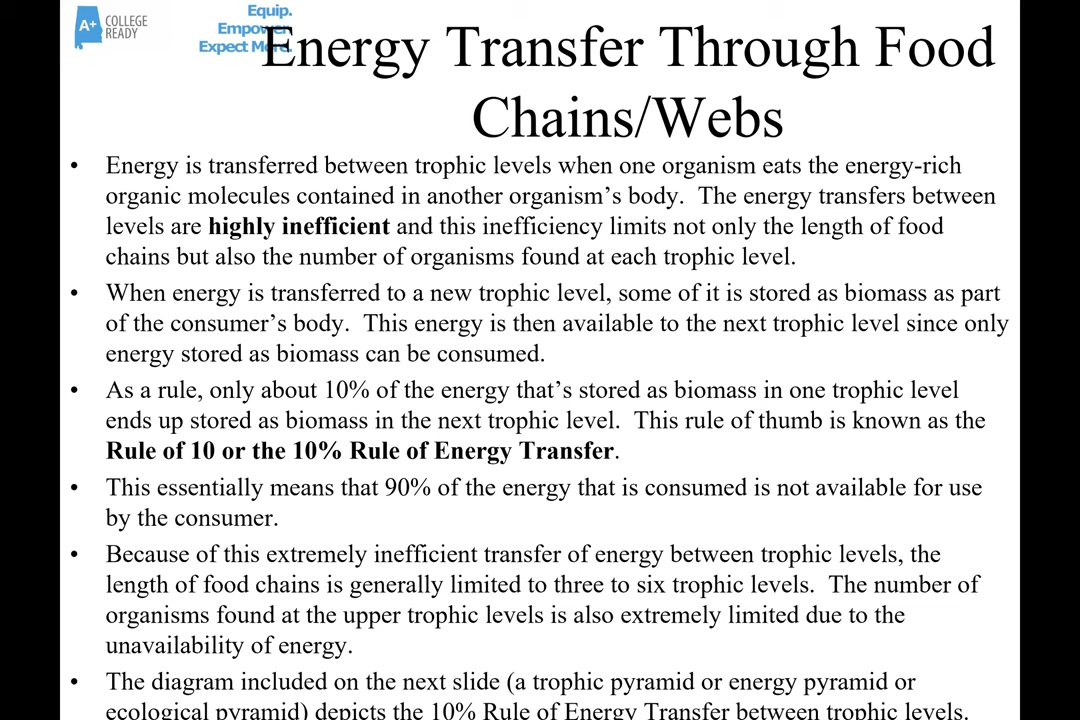 A+ COLLEGE
READY
Equip.
Empower.
Expect More.
Energy Transfer Through Food
Chains/Webs
• Energy is transferred between trophic levels when one organism eats the energy-rich
organic molecules contained in another organism’s body.  The energy transfers between
levels are highly inefficient and this inefficiency limits not only the length of food
chains but also the number of organisms found at each trophic level.
• When energy is transferred to a new trophic level, some of it is stored as biomass as part
of the consumer’s body.  This energy is then available to the next trophic level since only
energy stored as biomass can be consumed.
• As a rule, only about 10% of the energy that’s stored as biomass in one trophic level
ends up stored as biomass in the next trophic level.  This rule of thumb is known as the
Rule of 10 or the 10% Rule of Energy Transfer.
• This essentially means that 90% of the energy that is consumed is not available for use
by the consumer.
• Because of this extremely inefficient transfer of energy between trophic levels, the
length of food chains is generally limited to three to six trophic levels.  The number of
organisms found at the upper trophic levels is also extremely limited due to the
unavailability of energy.
• The diagram included on the next slide (a trophic pyramid or energy pyramid or
ecological pyramid) depicts the 10% Rule of Energy Transfer between trophic levels.